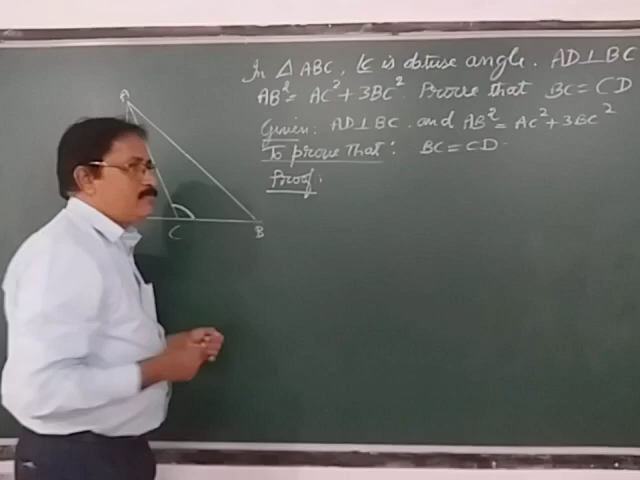 In △ ABC, ∠C is obtuse angle. AD⊥BC
AB² = AC² + 3BC² Prove that BC = CD
Given: AD⊥BC. and AB² = AC² + 3BC²
To prove that: BC = CD.
Proof:
A
C
B